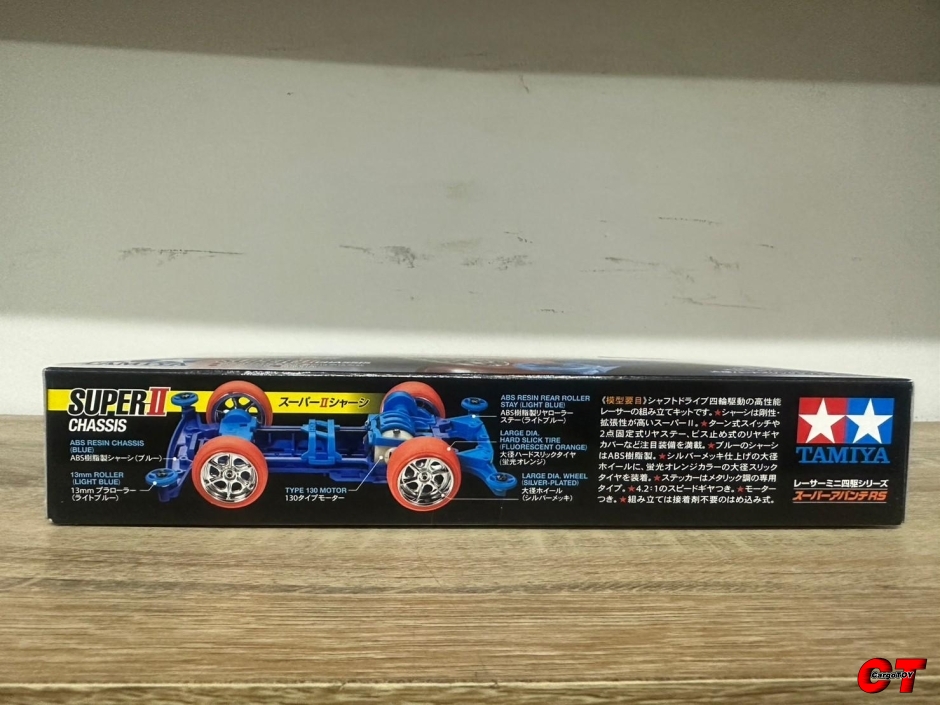 SUPER-II
CHASSIS
スーパーIIシャーシ
ABS RESIN CHASSIS
(BLUE)
ABS樹脂製シャーシ(ブルー)
13mm ROLLER
(LIGHT BLUE)
13mm プラローラー
(ライトブルー)
TYPE 130 MOTOR
130タイプモーター
ABS RESIN REAR ROLLER
STAY (LIGHT BLUE)
ABS樹脂製リヤローラー
ステー(ライトブルー)
LARGE DIA.
HARD SLICK TIRE
(FLUORESCENT ORANGE)
大径ハードスリックタイヤ
(蛍光オレンジ)
LARGE DIA. WHEEL
(SILVER-PLATED)
大径ホイール
(シルバーメッキ)
《模型要目》シャフトドライブ四輪駆動の高性能
レーサーの組み立てキットです。★シャーシは剛性・
拡張性が高いスーパーII。★ターン式スイッチや
2点固定式リヤステー、ビス止め式のリヤギヤ
カバーなど注目装備を満載。★ブルーのシャーシ
はABS樹脂製。★シルバーメッキ仕上げの大径
ホイールに、蛍光オレンジカラーの大径スリック
タイヤを装着。★ステッカーはメタリック調の専用
タイプ。★4.2:1のスピードギヤつき。★モーター
つき。★組み立ては接着剤不要のはめ込み式。
TAMIYA
レーサーミニ四駆シリーズ
スーパーアバンテRS
CT
CargoTOY